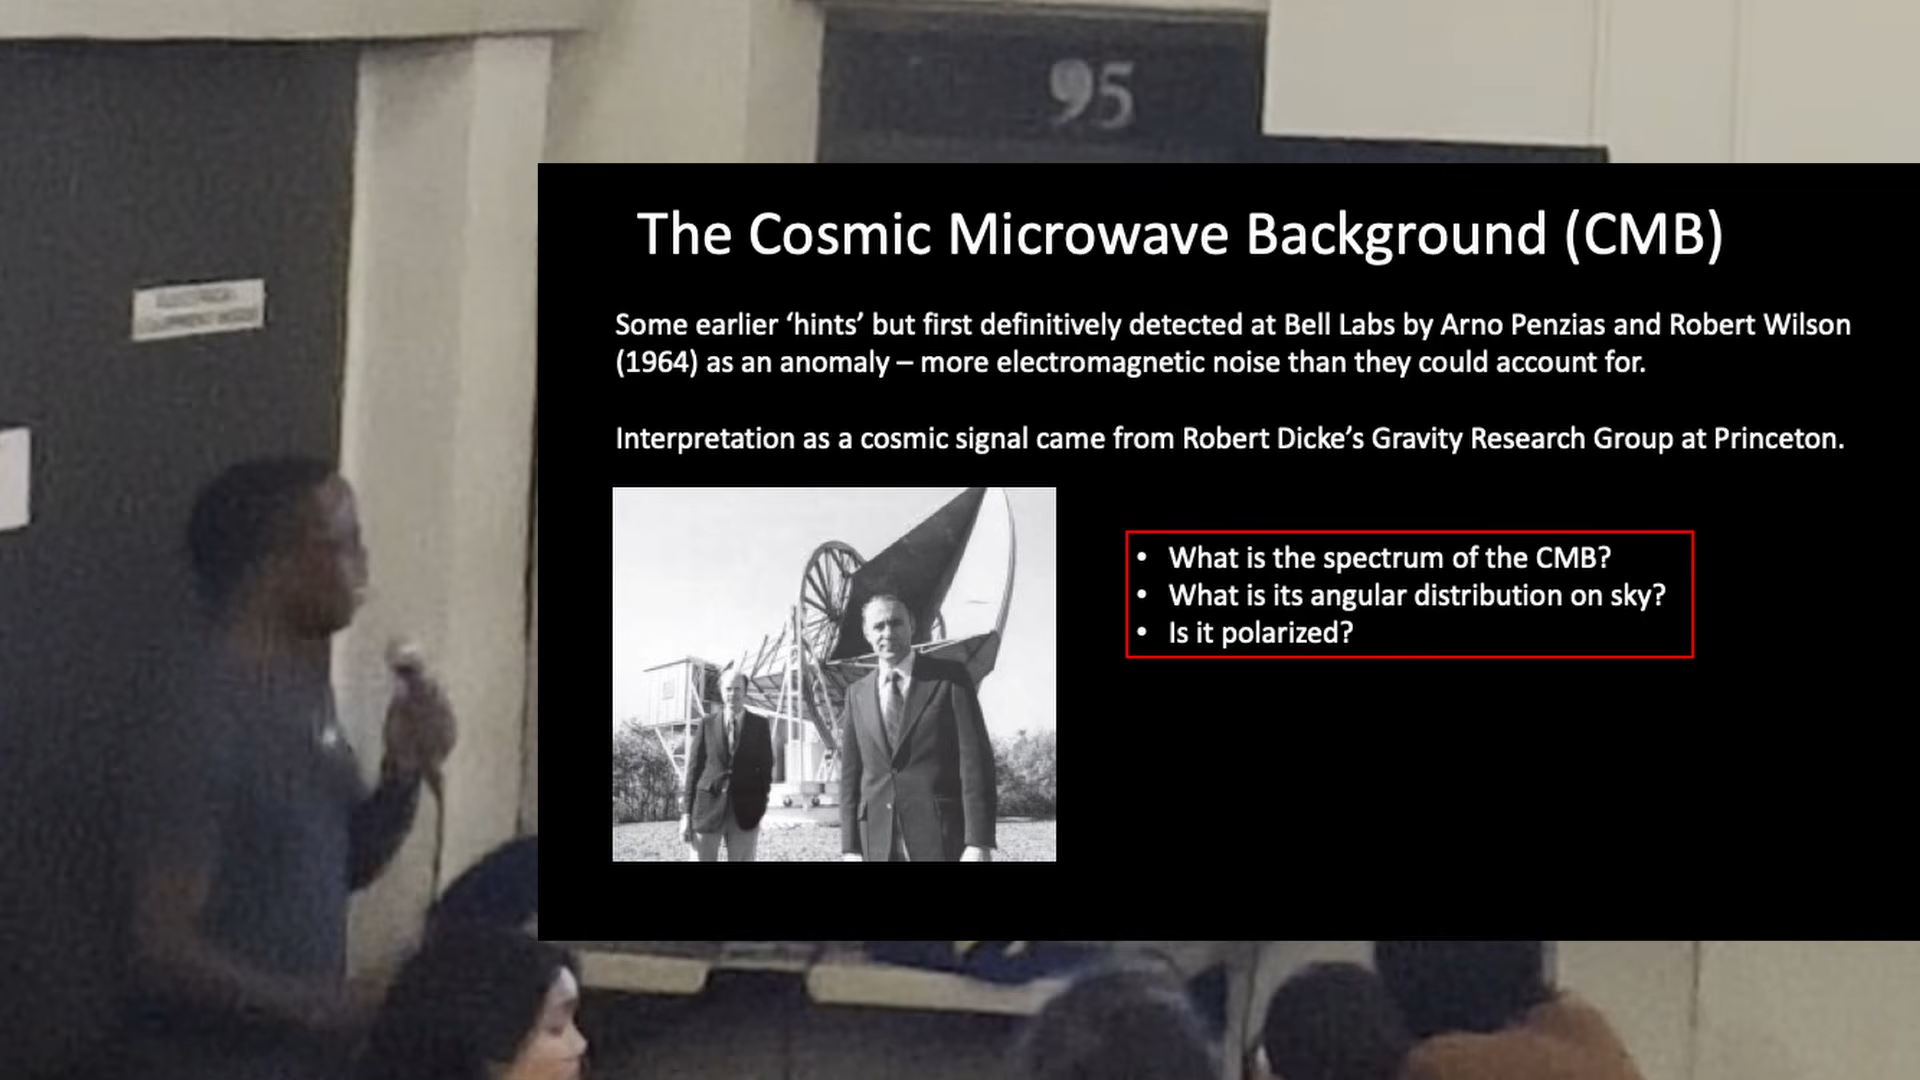 95
The Cosmic Microwave Background (CMB)
Some earlier ‘hints’ but first definitively detected at Bell Labs by Arno Penzias and Robert Wilson
(1964) as an anomaly – more electromagnetic noise than they could account for.
Interpretation as a cosmic signal came from Robert Dicke’s Gravity Research Group at Princeton.
• What is the spectrum of the CMB?
• What is its angular distribution on sky?
• Is it polarized?